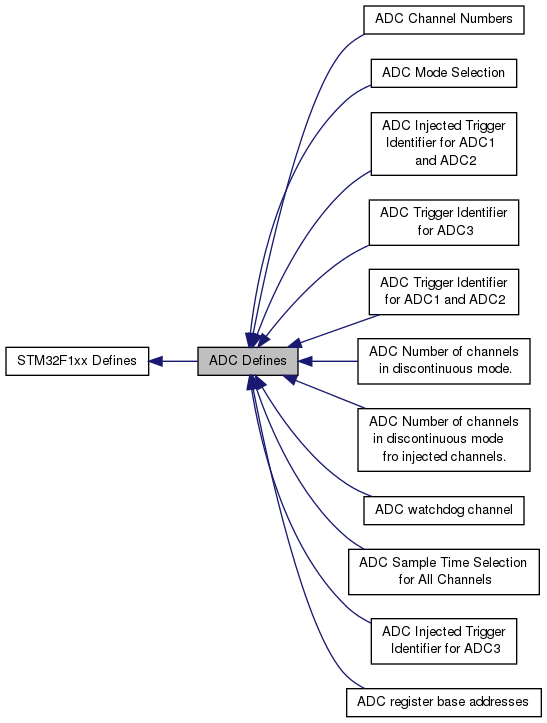 ADC Channel Numbers
ADC Mode Selection
ADC Injected Trigger
Identifier for ADC1
and ADC2
ADC Trigger Identifier
for ADC3
ADC Trigger Identifier
for ADC1 and ADC2
STM32F1xx Defines
ADC Defines
ADC Number of channels
in discontinuous mode.
ADC Number of channels
in discontinuous mode
fro injected channels.
ADC watchdog channel
ADC Sample Time Selection
for All Channels
ADC Injected Trigger
Identifier for ADC3
ADC register base addresses